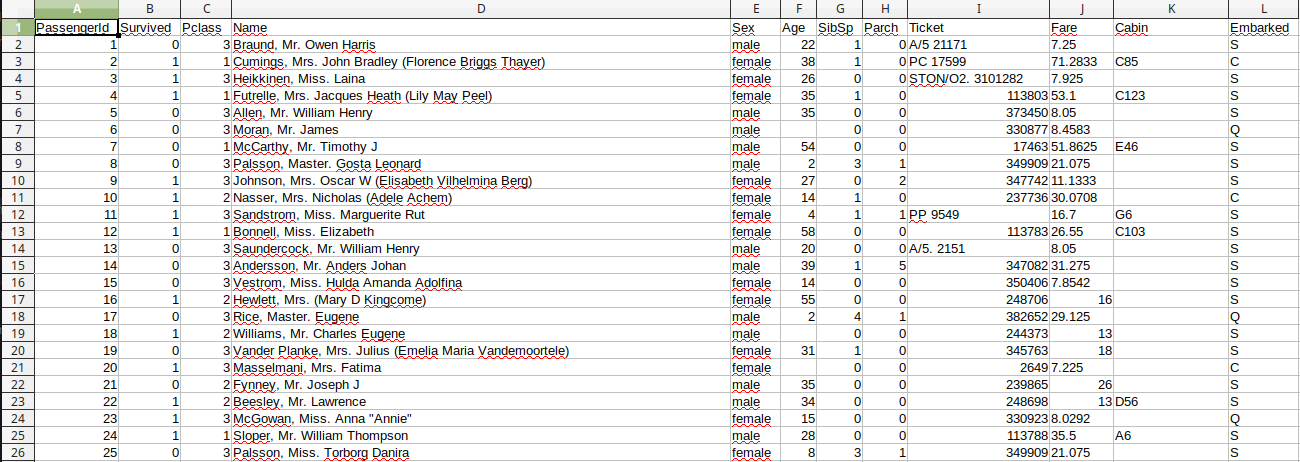 A B C D E F G H I J K L
1 PassengerId Survived Pclass Name Sex Age SibSp Parch Ticket Fare Cabin Embarked
2 1 0 3 Braund, Mr. Owen Harris male 22 1 0 A/5 21171 7.25 S
3 2 1 1 Cumings, Mrs. John Bradley (Florence Briggs Thayer) female 38 1 0 PC 17599 71.2833 C85 C
4 3 1 3 Heikkinen, Miss. Laina female 26 0 0 STON/O2. 3101282 7.925 S
5 4 1 1 Futrelle, Mrs. Jacques Heath (Lily May Peel) female 35 1 0 113803 53.1 C123 S
6 5 0 3 Allen, Mr. William Henry male 35 0 0 373450 8.05 S
7 6 0 3 Moran, Mr. James male 0 0 330877 8.4583 Q
8 7 0 1 McCarthy, Mr. Timothy J male 54 0 0 17463 51.8625 E46 S
9 8 0 3 Palsson, Master. Gosta Leonard male 2 3 1 349909 21.075 S
10 9 1 3 Johnson, Mrs. Oscar W (Elisabeth Vilhelmina Berg) female 27 0 2 347742 11.1333 S
11 10 1 2 Nasser, Mrs. Nicholas (Adele Achem) female 14 1 0 237736 30.0708 C
12 11 1 3 Sandstrom, Miss. Marguerite Rut female 4 1 1 PP 9549 16.7 G6 S
13 12 1 1 Bonnell, Miss. Elizabeth female 58 0 0 113783 26.55 C103 S
14 13 0 3 Saundercock, Mr. William Henry male 20 0 0 A/5. 2151 8.05 S
15 14 0 3 Andersson, Mr. Anders Johan male 39 1 5 347082 31.275 S
16 15 0 3 Vestrom, Miss. Hulda Amanda Adolfina female 14 0 0 350406 7.8542 S
17 16 1 2 Hewlett, Mrs. (Mary D Kingcome) female 55 0 0 248706 16 S
18 17 0 3 Rice, Master. Eugene male 2 4 1 382652 29.125 Q
19 18 1 2 Williams, Mr. Charles Eugene male 0 0 244373 13 S
20 19 0 3 Vander Planke, Mrs. Julius (Emelia Maria Vandemoortele) female 31 1 0 345763 18 S
21 20 1 3 Masselmani, Mrs. Fatima female 0 0 2649 7.225 C
22 21 0 2 Fynney, Mr. Joseph J male 35 0 0 239865 26 S
23 22 1 2 Beesley, Mr. Lawrence male 34 0 0 248698 13 D56 S
24 23 1 3 McGowan, Miss. Anna "Annie" female 15 0 0 330923 8.0292 Q
25 24 1 1 Sloper, Mr. William Thompson male 28 0 0 113788 35.5 A6 S
26 25 0 3 Palsson, Miss. Torborg Danira female 8 3 1 349909 21.075 S